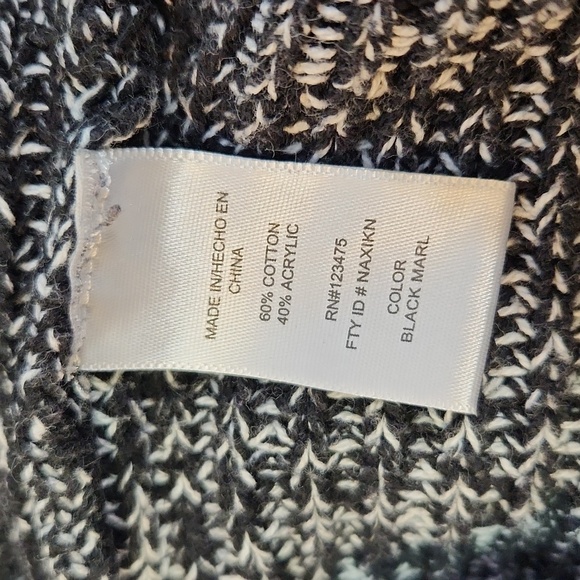 MADE IN/HECHO EN
CHINA
60% COTTON
40% ACRYLIC
RN#123475
FTY ID # NAXIKN
COLOR
BLACK MARL